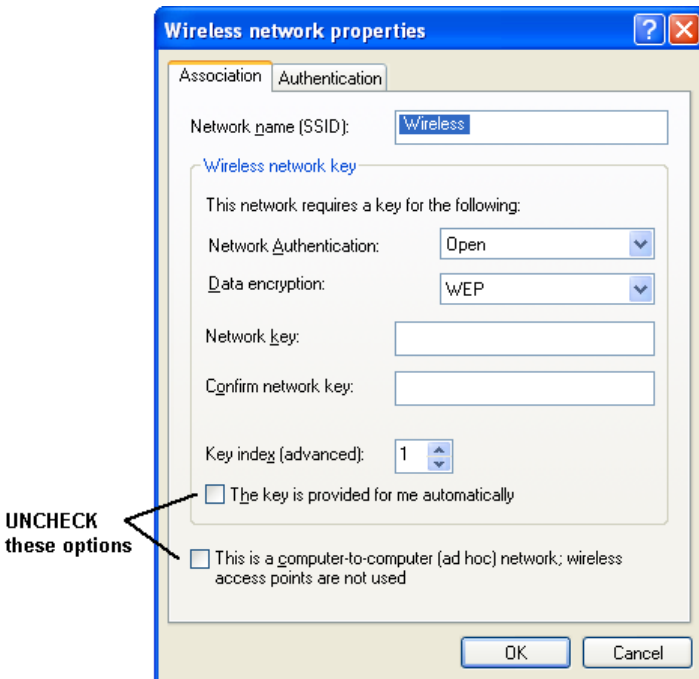 Wireless network properties
Association
Authentication
Network name (SSID):
Wireless
Wireless network key
This network requires a key for the following:
Network Authentication:
Open
Data encryption:
WEP
Network key:
Confirm network key:
Key index (advanced):
1
The key is provided for me automatically
UNCHECK
these options
This is a computer-to-computer (ad hoc) network; wireless
access points are not used
OK
Cancel